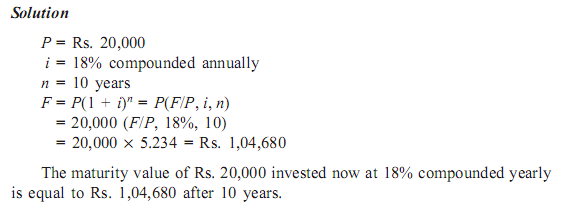 Solution
P = Rs. 20,000
i = 18% compounded annually
n = 10 years
F = P(1 + i)ⁿ = P(F/P, i, n)
= 20,000 (F/P, 18%, 10)
= 20,000 × 5.234 = Rs. 1,04,680
The maturity value of Rs. 20,000 invested now at 18% compounded yearly
is equal to Rs. 1,04,680 after 10 years.